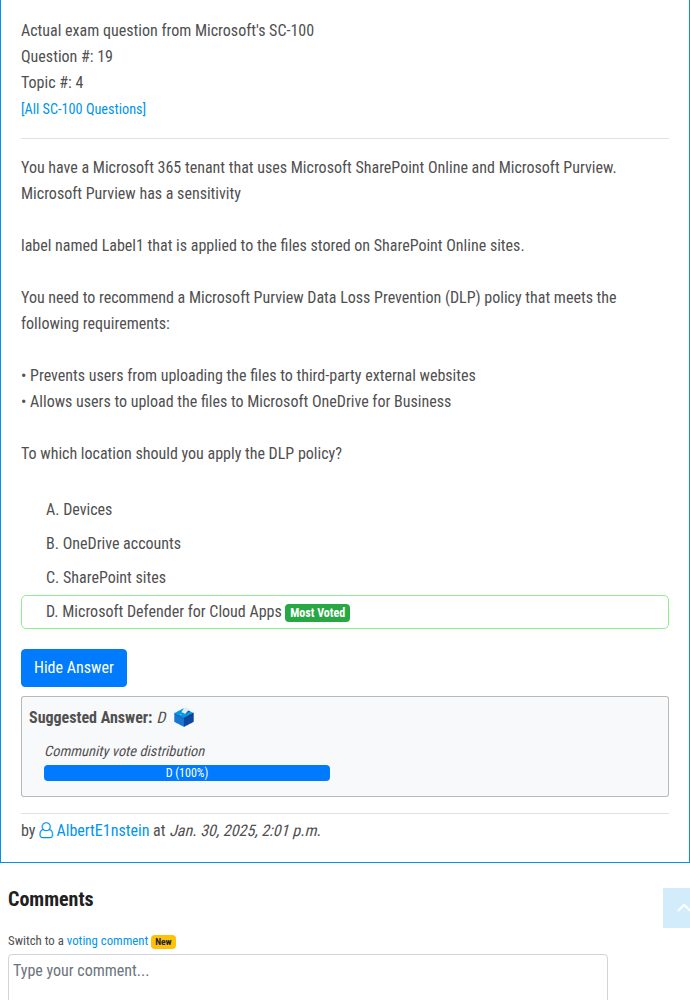 Actual exam question from Microsoft's SC-100
Question #: 19
Topic #: 4
[All SC-100 Questions]
You have a Microsoft 365 tenant that uses Microsoft SharePoint Online and Microsoft Purview.
Microsoft Purview has a sensitivity
label named Label1 that is applied to the files stored on SharePoint Online sites.
You need to recommend a Microsoft Purview Data Loss Prevention (DLP) policy that meets the
following requirements:
• Prevents users from uploading the files to third-party external websites
• Allows users to upload the files to Microsoft OneDrive for Business
To which location should you apply the DLP policy?
A. Devices
B. OneDrive accounts
C. SharePoint sites
D. Microsoft Defender for Cloud Apps Most Voted
Hide Answer
Suggested Answer: D
Community vote distribution
D (100%)
by AlbertE1nstein at Jan. 30, 2025, 2:01 p.m.
Comments
Switch to a voting comment New
Type your comment...